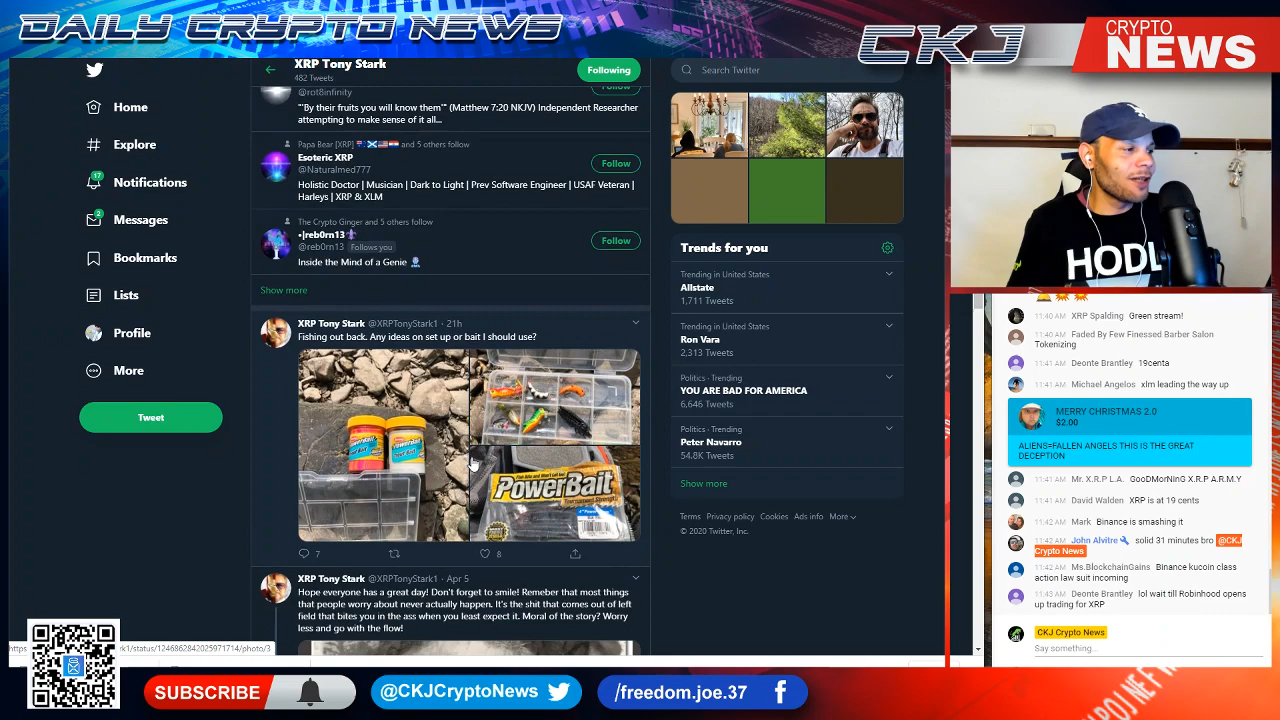 DAILY CRYPTO NEWS
CKJ
CRYPTO
NEWS
XRP Tony Stark
482 Tweets
Following
Search Twitter
Home
Explore
17
Notifications
2
Messages
Bookmarks
Lists
Profile
More
Tweet
@rot8infinity
Follow
"'By their fruits you will know them'" (Matthew 7:20 NKJV) Independent Researcher
attempting to make sense of it all...
Papa Bear [XRP] and 5 others follow
Esoteric XRP
@Naturalmed777
Follow
Holistic Doctor | Musician | Dark to Light | Prev Software Engineer | USAF Veteran |
Harleys | XRP & XLM
The Crypto Ginger and 5 others follow
•|reb0rn13
@reb0rn13 Follows you
Follow
Inside the Mind of a Genie
Show more
XRP Tony Stark @XRPTonyStark1 · 21h
Fishing out back. Any ideas on set up or bait I should use?
PowerBait
PowerBait
PowerBait
7
8
XRP Tony Stark @XRPTonyStark1 · Apr 5
Hope everyone has a great day! Don't forget to smile! Remeber that most things
that people worry about never actually happen. It's the shit that comes out of left
field that bites you in the ass when you least expect it. Moral of the story? Worry
less and go with the flow!
Trends for you
Trending in United States
Allstate
1,711 Tweets
Trending in United States
Ron Vara
2,313 Tweets
Politics · Trending
YOU ARE BAD FOR AMERICA
6,646 Tweets
Politics · Trending
Peter Navarro
54.8K Tweets
Show more
Terms Privacy policy Cookies Ads info More
© 2020 Twitter, Inc.
HODL
11:40 AM XRP Spalding Green stream!
11:40 AM Faded By Few Finessed Barber Salon
Tokenizing
11:41 AM Deonte Brantley 19centa
11:41 AM Michael Angelos xlm leading the way up
MERRY CHRISTMAS 2.0
$2.00
ALIENS=FALLEN ANGELS THIS IS THE GREAT
DECEPTION
11:41 AM Mr. X.R.P L.A. GooDMorNinG X.R.P A.R.M.Y
11:41 AM David Walden XRP is at 19 cents
11:42 AM Mark Binance is smashing it
11:42 AM John Alvitre solid 31 minutes bro @CKJ
Crypto News
11:42 AM Ms.BlockchainGains Binance kucoin class
action law suit incoming
11:43 AM Deonte Brantley lol wait till Robinhood opens
up trading for XRP
CKJ Crypto News
Say something...
rk1/status/1246862842025971714/photo/3
SUBSCRIBE
@CKJCryptoNews
/freedom.joe.37